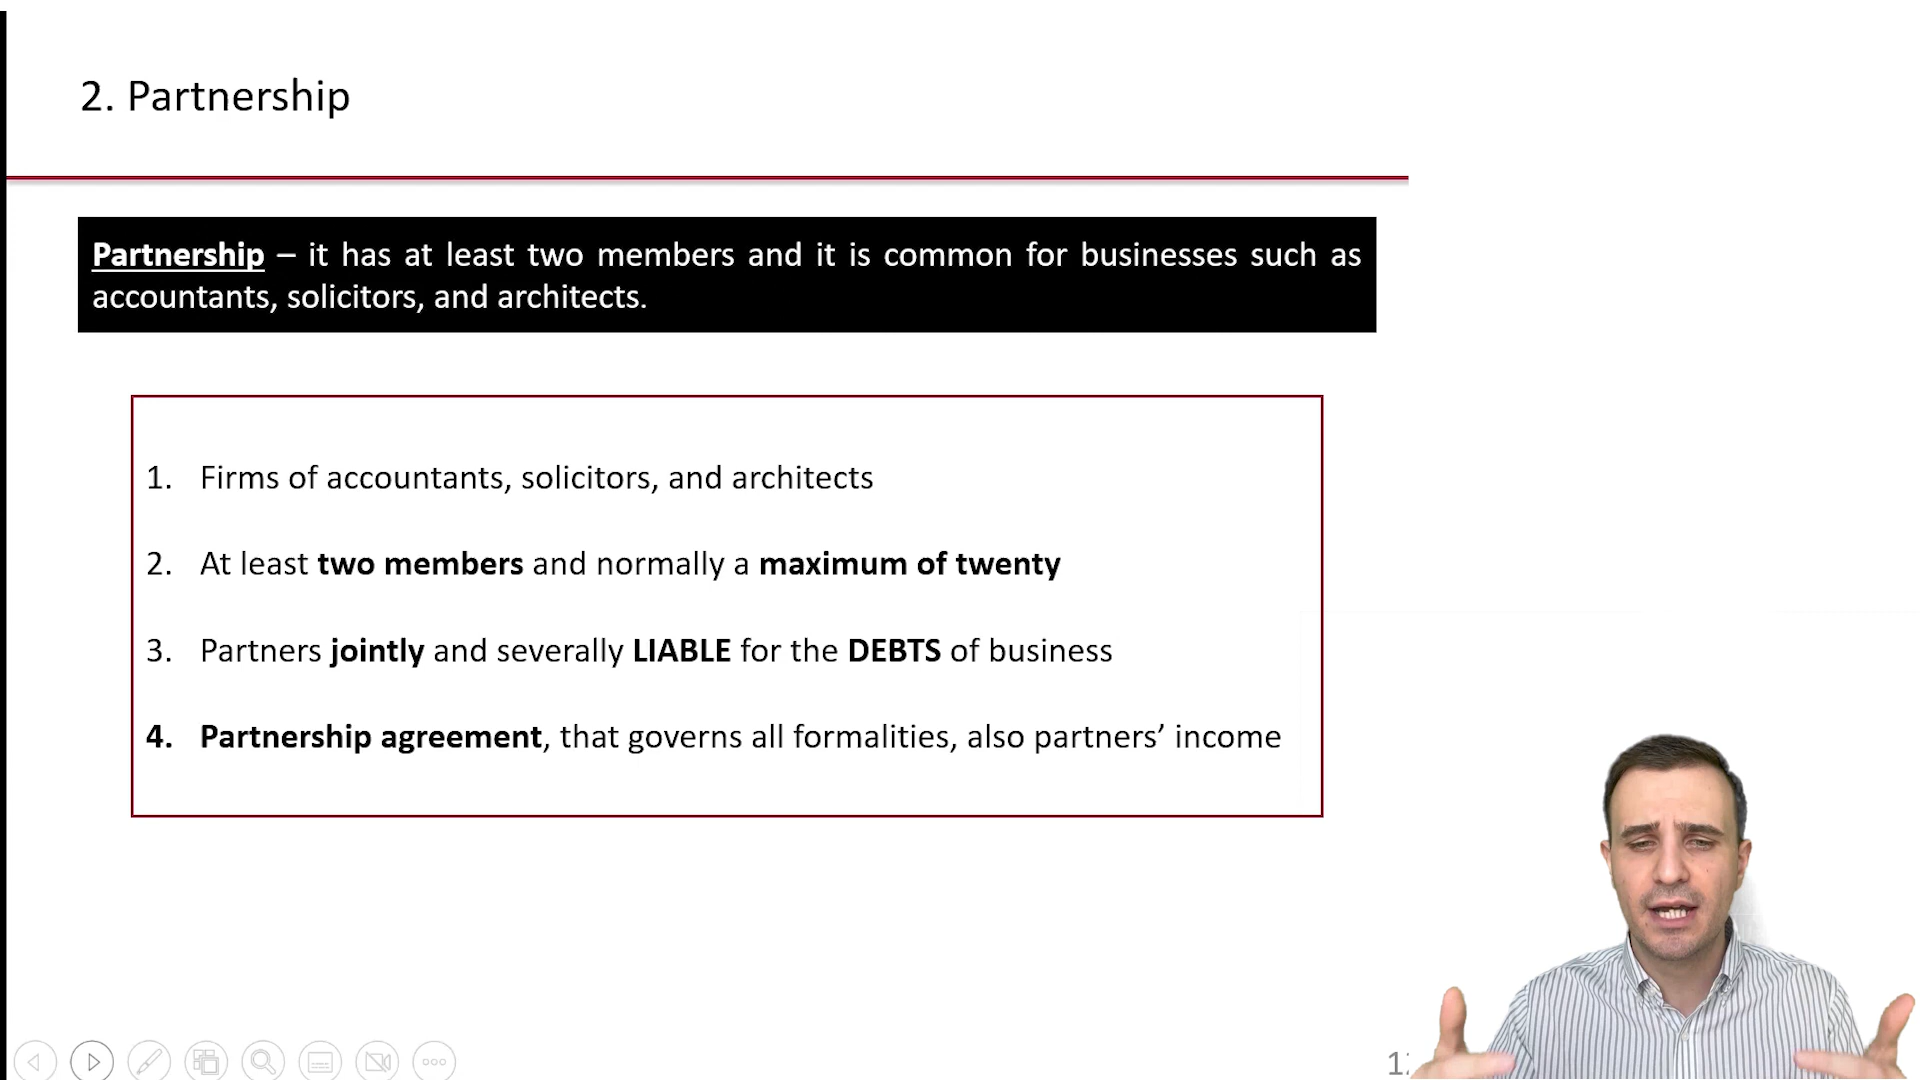 2. Partnership
Partnership – it has at least two members and it is common for businesses such as
accountants, solicitors, and architects.
1. Firms of accountants, solicitors, and architects
2. At least two members and normally a maximum of twenty
3. Partners jointly and severally LIABLE for the DEBTS of business
4. Partnership agreement, that governs all formalities, also partners’ income